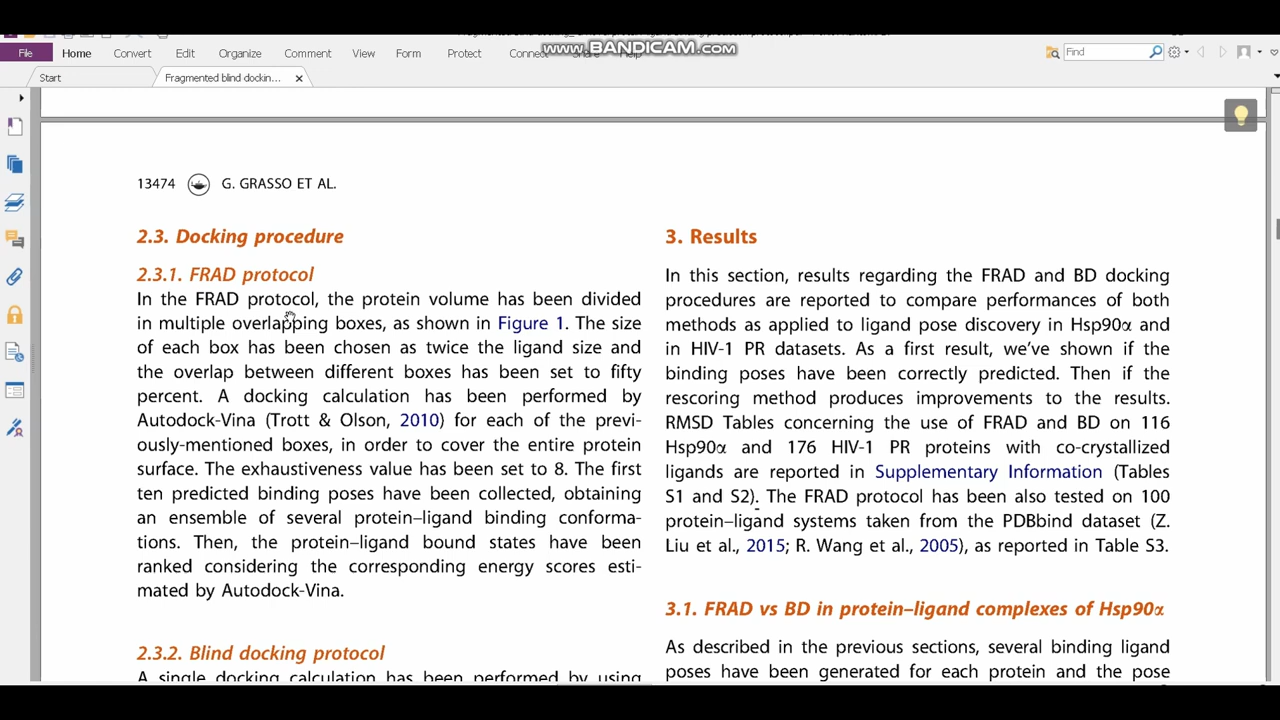 www.BANDICAM.com
File Home Convert Edit Organize Comment View Form Protect Connect Share Help Find
Start Fragmented blind dockin...
13474 G. GRASSO ET AL.
2.3. Docking procedure
2.3.1. FRAD protocol
In the FRAD protocol, the protein volume has been divided
in multiple overlapping boxes, as shown in Figure 1. The size
of each box has been chosen as twice the ligand size and
the overlap between different boxes has been set to fifty
percent. A docking calculation has been performed by
Autodock-Vina (Trott & Olson, 2010) for each of the previ-
ously-mentioned boxes, in order to cover the entire protein
surface. The exhaustiveness value has been set to 8. The first
ten predicted binding poses have been collected, obtaining
an ensemble of several protein–ligand binding conforma-
tions. Then, the protein–ligand bound states have been
ranked considering the corresponding energy scores esti-
mated by Autodock-Vina.
2.3.2. Blind docking protocol
A single docking calculation has been performed by using
3. Results
In this section, results regarding the FRAD and BD docking
procedures are reported to compare performances of both
methods as applied to ligand pose discovery in Hsp90α and
in HIV-1 PR datasets. As a first result, we've shown if the
binding poses have been correctly predicted. Then if the
rescoring method produces improvements to the results.
RMSD Tables concerning the use of FRAD and BD on 116
Hsp90α and 176 HIV-1 PR proteins with co-crystallized
ligands are reported in Supplementary Information (Tables
S1 and S2). The FRAD protocol has been also tested on 100
protein–ligand systems taken from the PDBbind dataset (Z.
Liu et al., 2015; R. Wang et al., 2005), as reported in Table S3.
3.1. FRAD vs BD in protein–ligand complexes of Hsp90α
As described in the previous sections, several binding ligand
poses have been generated for each protein and the pose